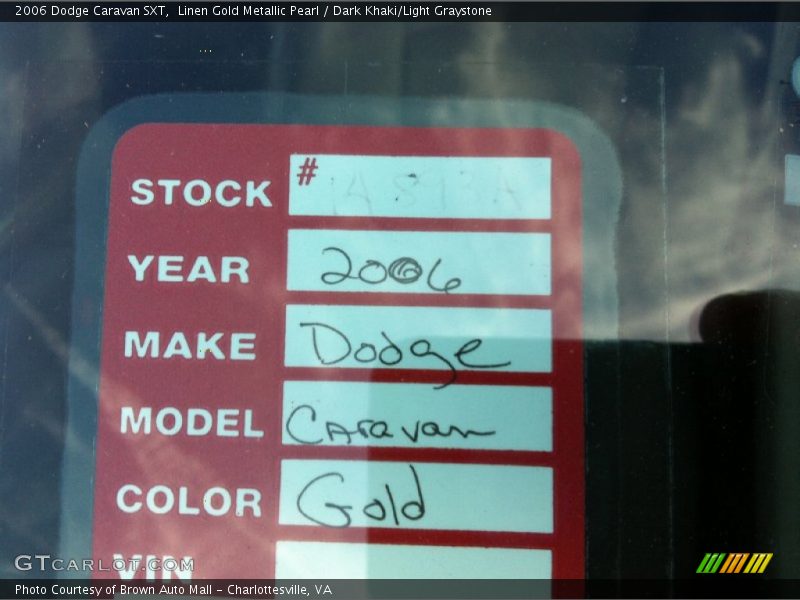 2006 Dodge Caravan SXT, Linen Gold Metallic Pearl / Dark Khaki/Light Graystone
STOCK #
YEAR 2006
MAKE Dodge
MODEL Caravan
COLOR Gold
VIN
GTcarlot.com
Photo Courtesy of Brown Auto Mall - Charlottesville, VA